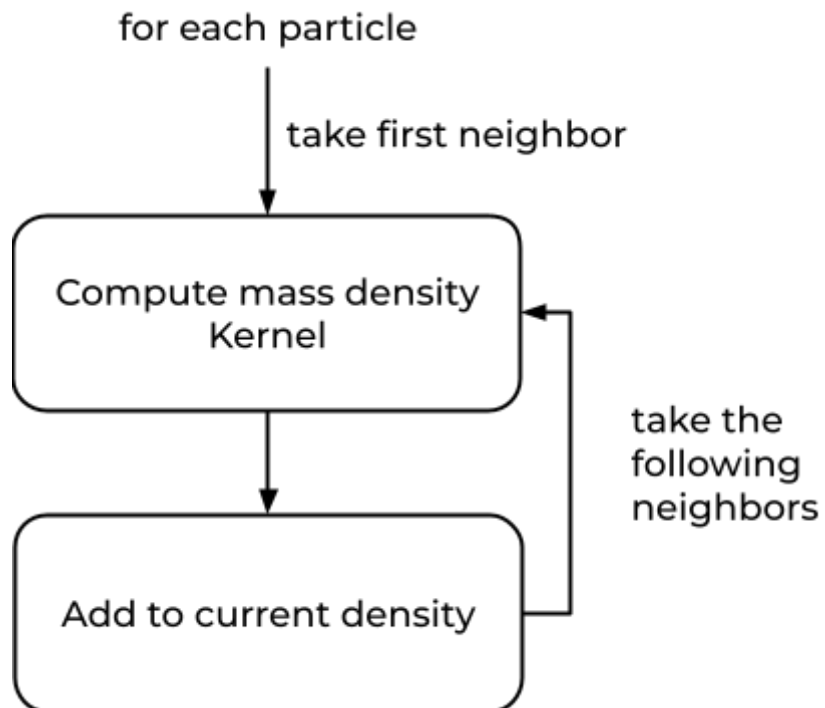 for each particle
take first neighbor
Compute mass density
Kernel
take the
following
neighbors
Add to current density